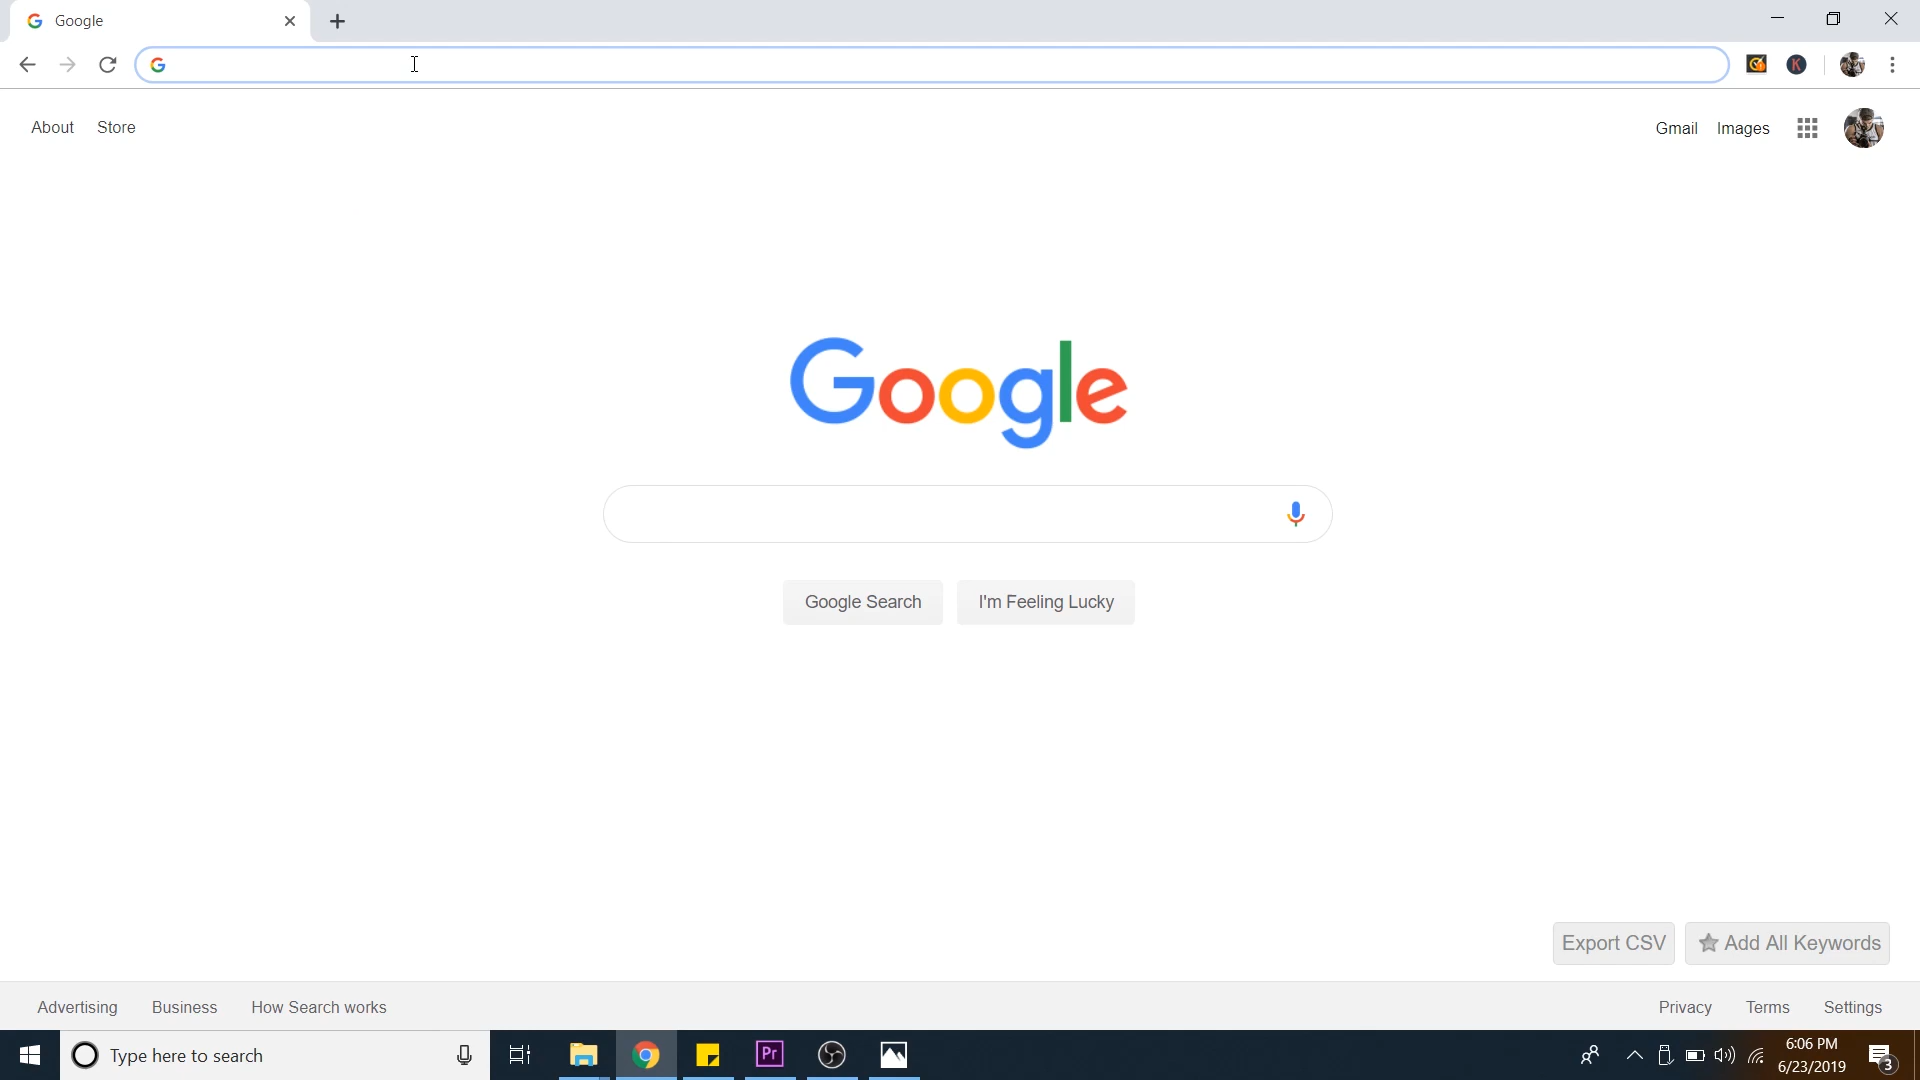 Google
About Store
Gmail Images
Google
Google Search I'm Feeling Lucky
Export CSV Add All Keywords
Advertising Business How Search works
Privacy Terms Settings
Type here to search
Pr
6:06 PM
6/23/2019
3
K